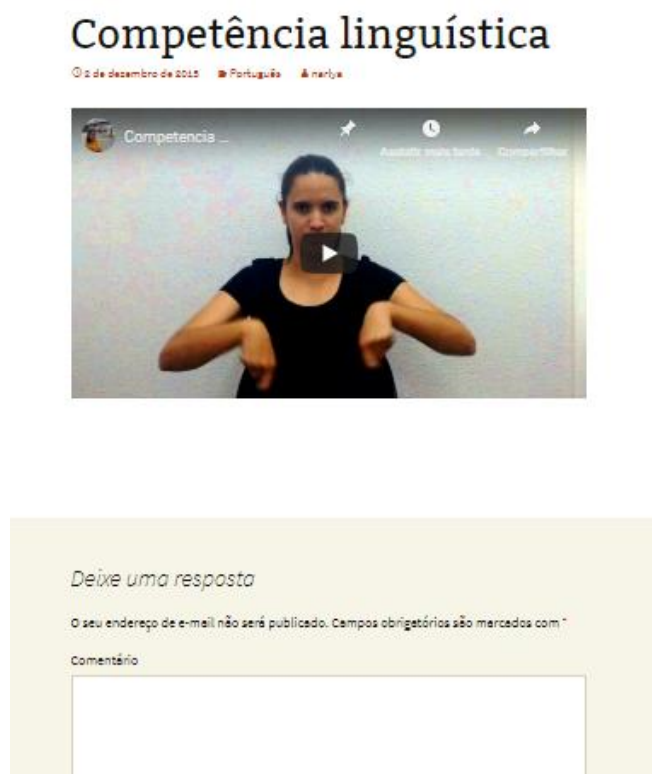 Competência linguística
2 de dezembro de 2015 Português narlys
Competencia ...
Assistir mais tarde Compartilhar
Deixe uma resposta
O seu endereço de e-mail não será publicado. Campos obrigatórios são marcados com *
Comentário